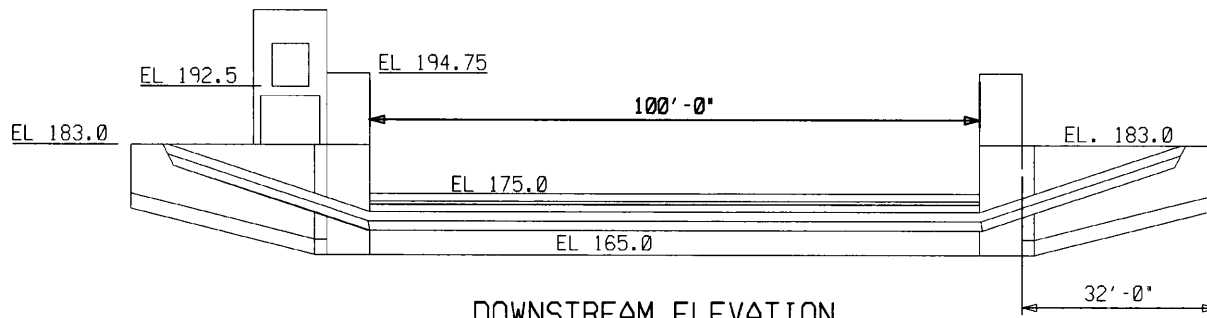 EL 192.5
EL 194.75
100'-0"
EL 183.0
EL. 183.0
EL 175.0
EL 165.0
32'-0"
DOWNSTREAM ELEVATION